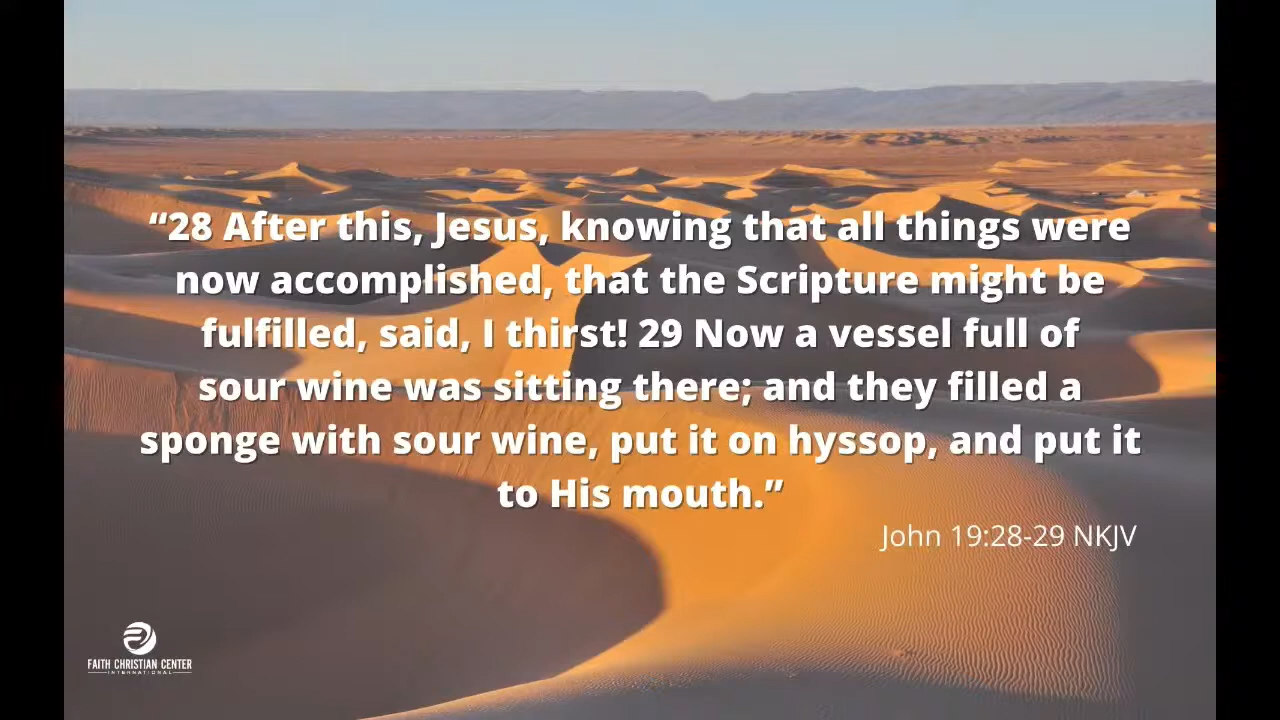 “28 After this, Jesus, knowing that all things were
now accomplished, that the Scripture might be
fulfilled, said, I thirst! 29 Now a vessel full of
sour wine was sitting there; and they filled a
sponge with sour wine, put it on hyssop, and put it
to His mouth.”
John 19:28-29 NKJV
FAITH CHRISTIAN CENTER
INTERNATIONAL